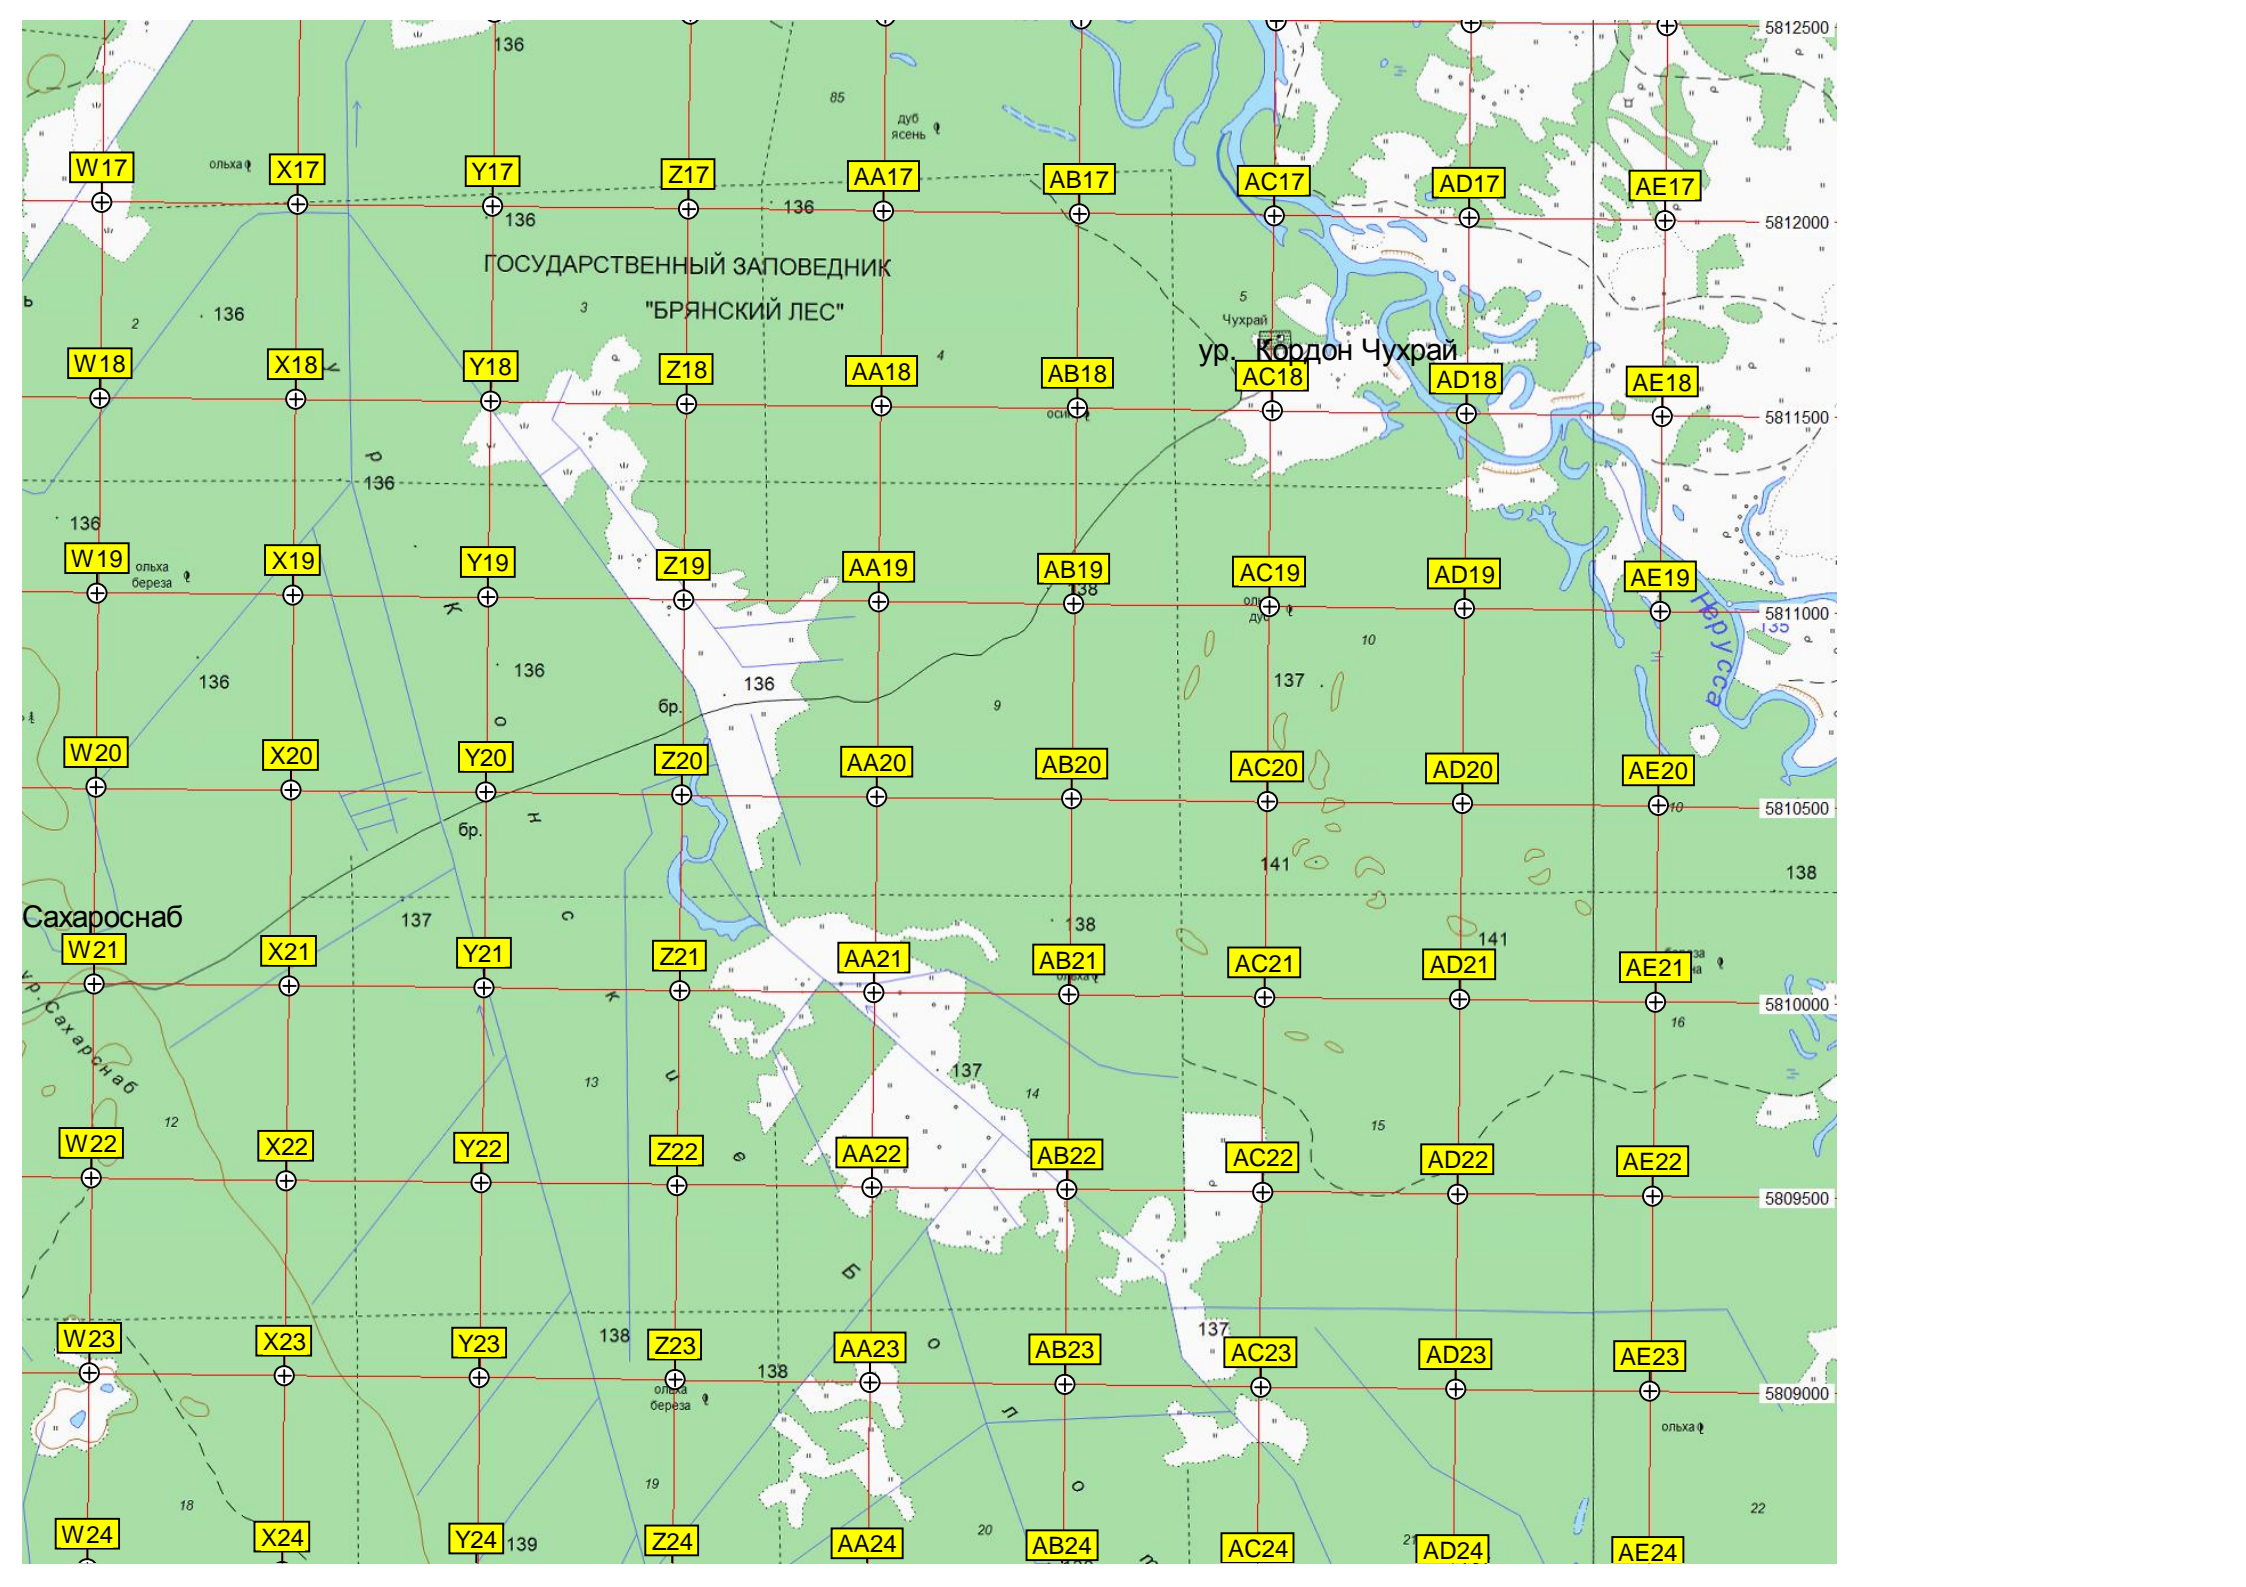 136
5812500
85
дуб
ясень
ольха
W17 X17 Y17 Z17 AA17 AB17 AC17 AD17 AE17
136
136
5812000
ГОСУДАРСТВЕННЫЙ ЗАПОВЕДНИК
"БРЯНСКИЙ ЛЕС"
ь
2
136
3
5
Чухрай
4
ур. Кордон Чухрай
W18 X18 Y18 Z18 AA18 AB18 AC18 AD18 AE18
У
5811500
р
136
136
ольха
береза
W19 X19 Y19 Z19 AA19 AB19 AC19 AD19 AE19
5811000
Нерусса
135
к
10
136
136
136
137
о
бр.
9
W20 X20 Y20 Z20 AA20 AB20 AC20 AD20 AE20
10
5810500
бр.
н
141
138
Сахароснаб
137
с
138
141
W21 X21 Y21 Z21 AA21 AB21 AC21 AD21 AE21
5810000
ур. Сахарснаб
к
16
13
и
137
14
12
15
W22 X22 Y22 Z22 AA22 AB22 AC22 AD22 AE22
е
5809500
Б
138
137
о
W23 X23 Y23 Z23 AA23 AB23 AC23 AD23 AE23
138
5809000
ольха
береза
л
ольха
19
о
18
22
20
W24 X24 Y24 Z24 AA24 AB24 AC24 AD24 AE24
139
21
т